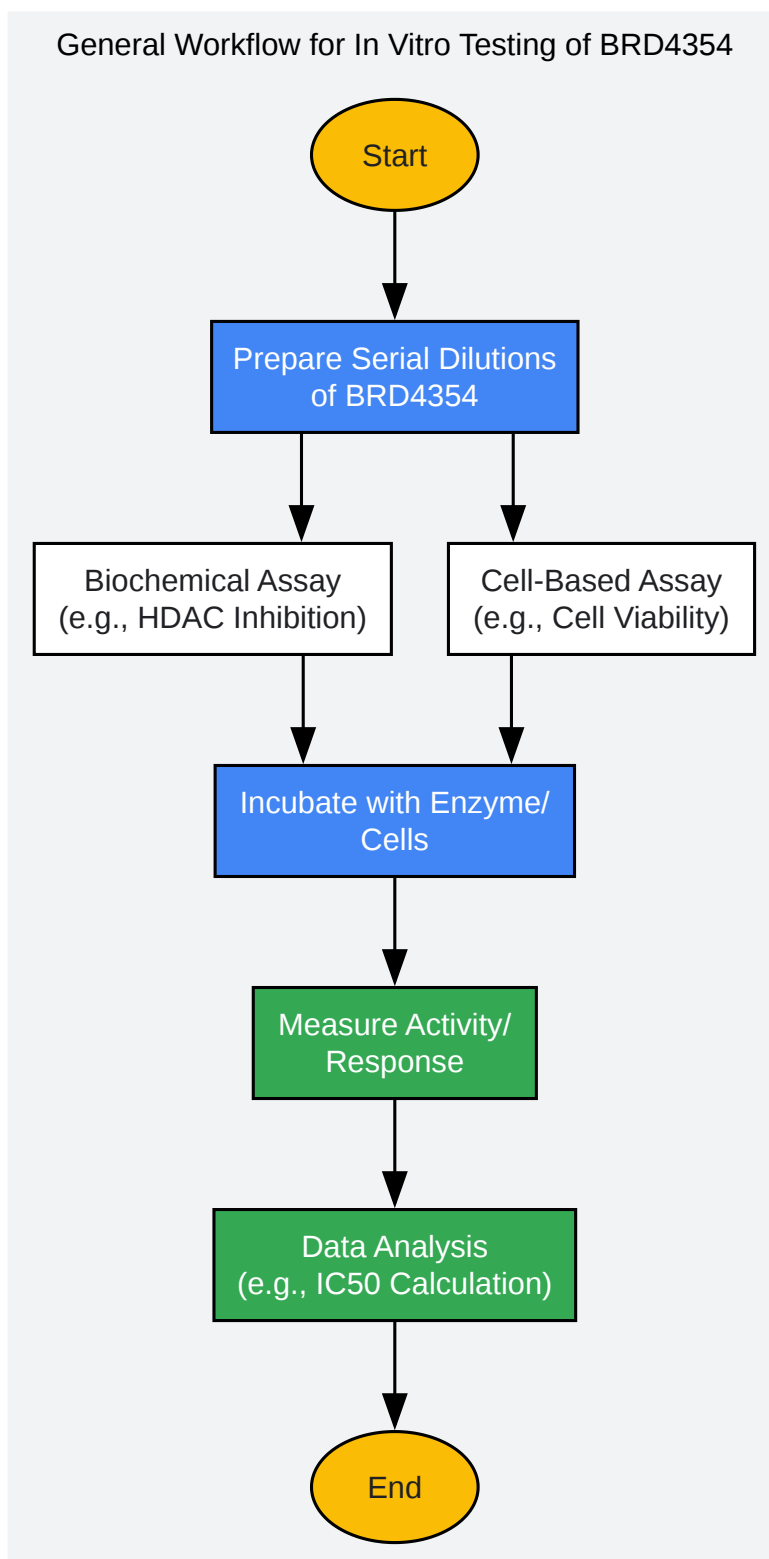 General Workflow for In Vitro Testing of BRD4354
Start
Prepare Serial Dilutions
of BRD4354
Biochemical Assay
(e.g., HDAC Inhibition)
Cell-Based Assay
(e.g., Cell Viability)
Incubate with Enzyme/
Cells
Measure Activity/
Response
Data Analysis
(e.g., IC50 Calculation)
End